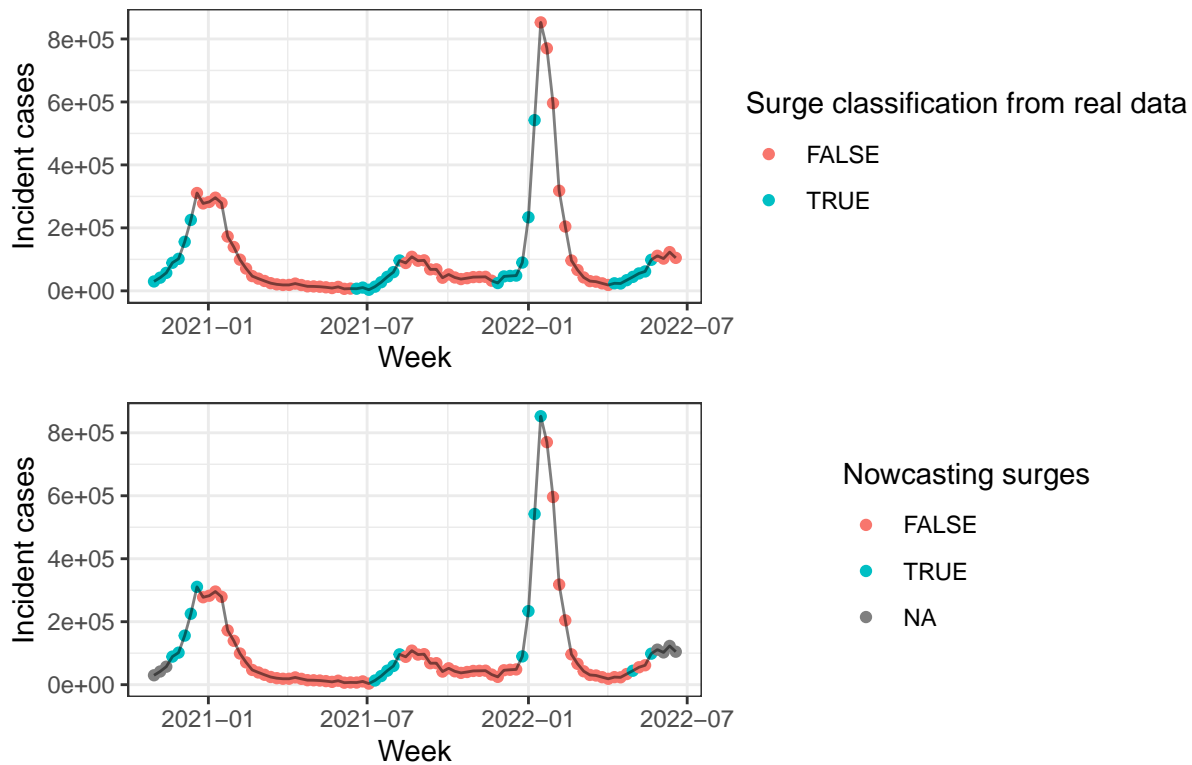 8e+05
6e+05
4e+05
2e+05
0e+00
Incident cases
2021−01
2021−07
2022−01
2022−07
Week
Surge classification from real data
FALSE
TRUE
8e+05
6e+05
4e+05
2e+05
0e+00
Incident cases
2021−01
2021−07
2022−01
2022−07
Week
Nowcasting surges
FALSE
TRUE
NA